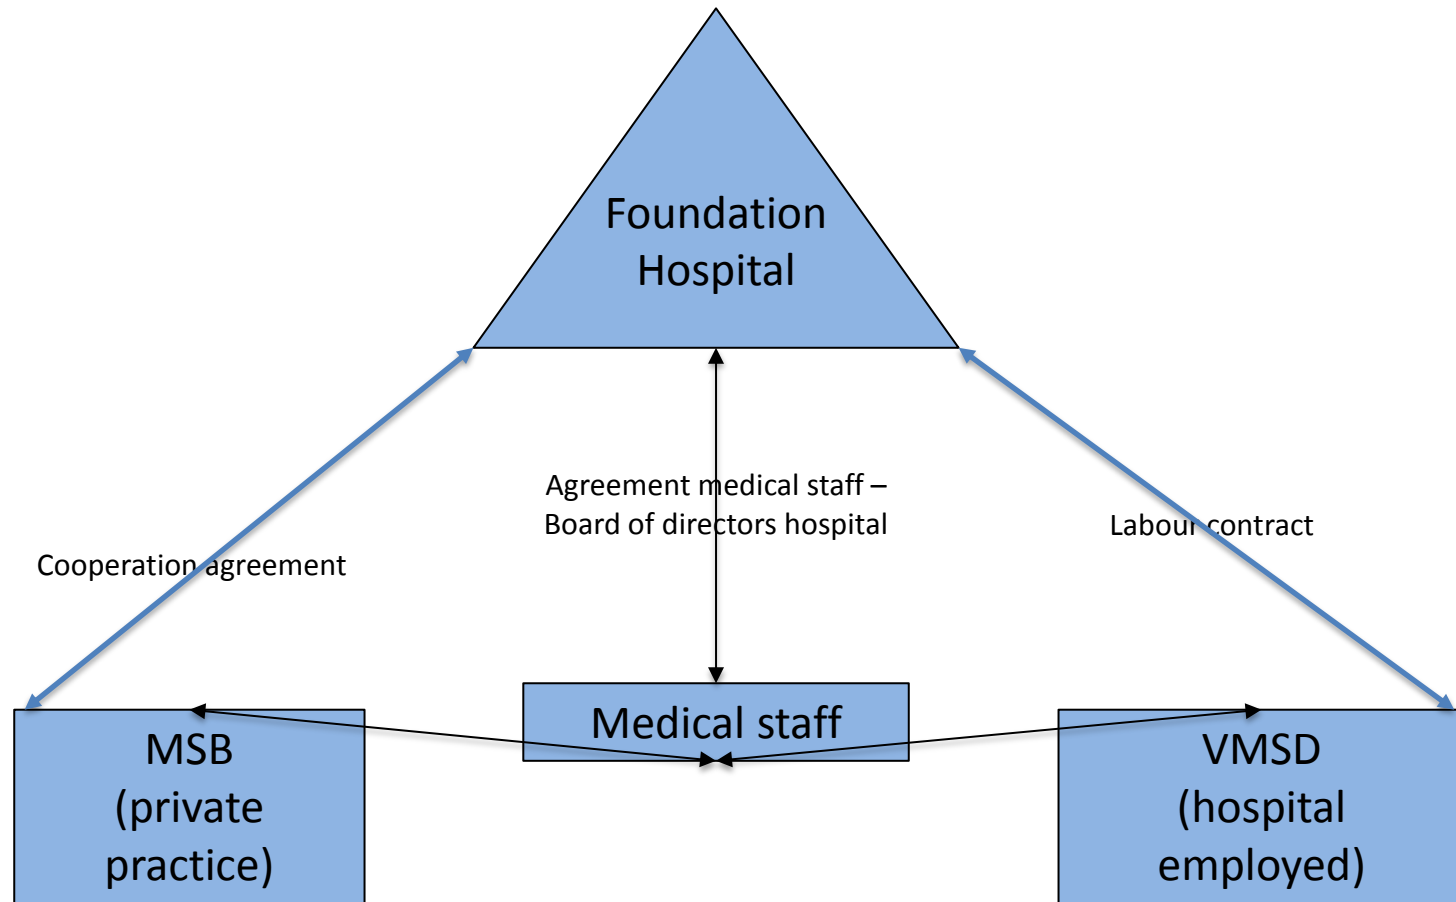 Foundation
Hospital
Agreement medical staff –
Board of directors hospital
Labour contract
Cooperation agreement
Medical staff
MSB
(private
practice)
VMSD
(hospital
employed)